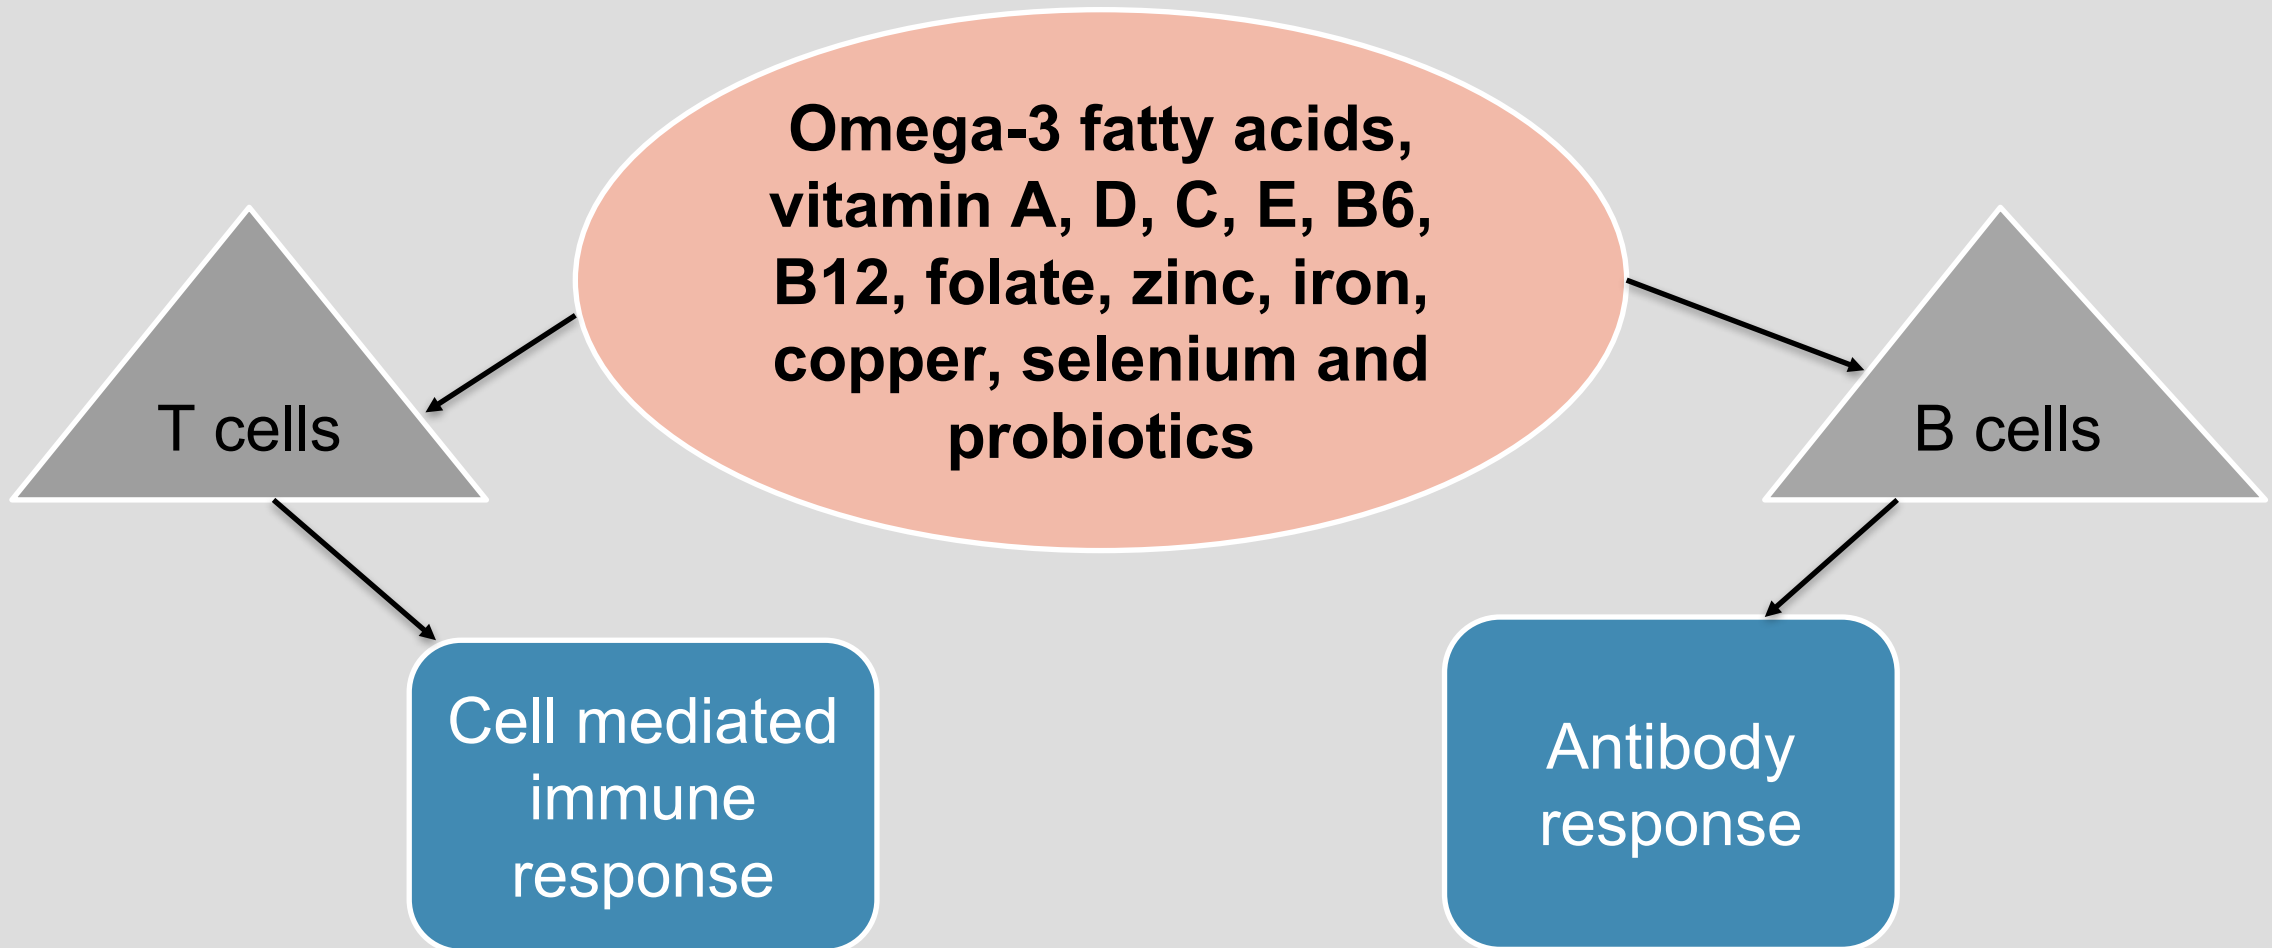 Omega-3 fatty acids,
vitamin A, D, C, E, B6,
B12, folate, zinc, iron,
copper, selenium and
probiotics
T cells
B cells
Cell mediated
immune
response
Antibody
response